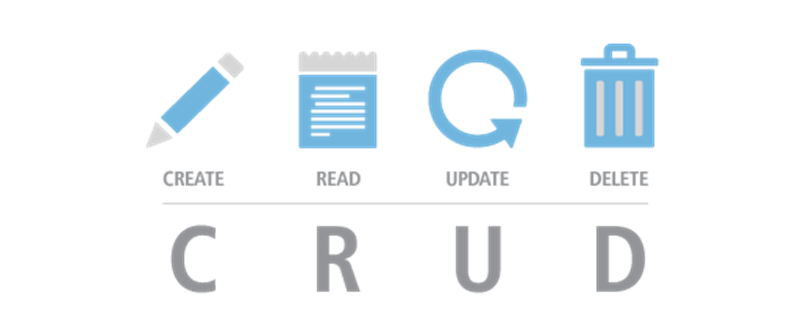 CREATE READ UPDATE DELETE
C R U D